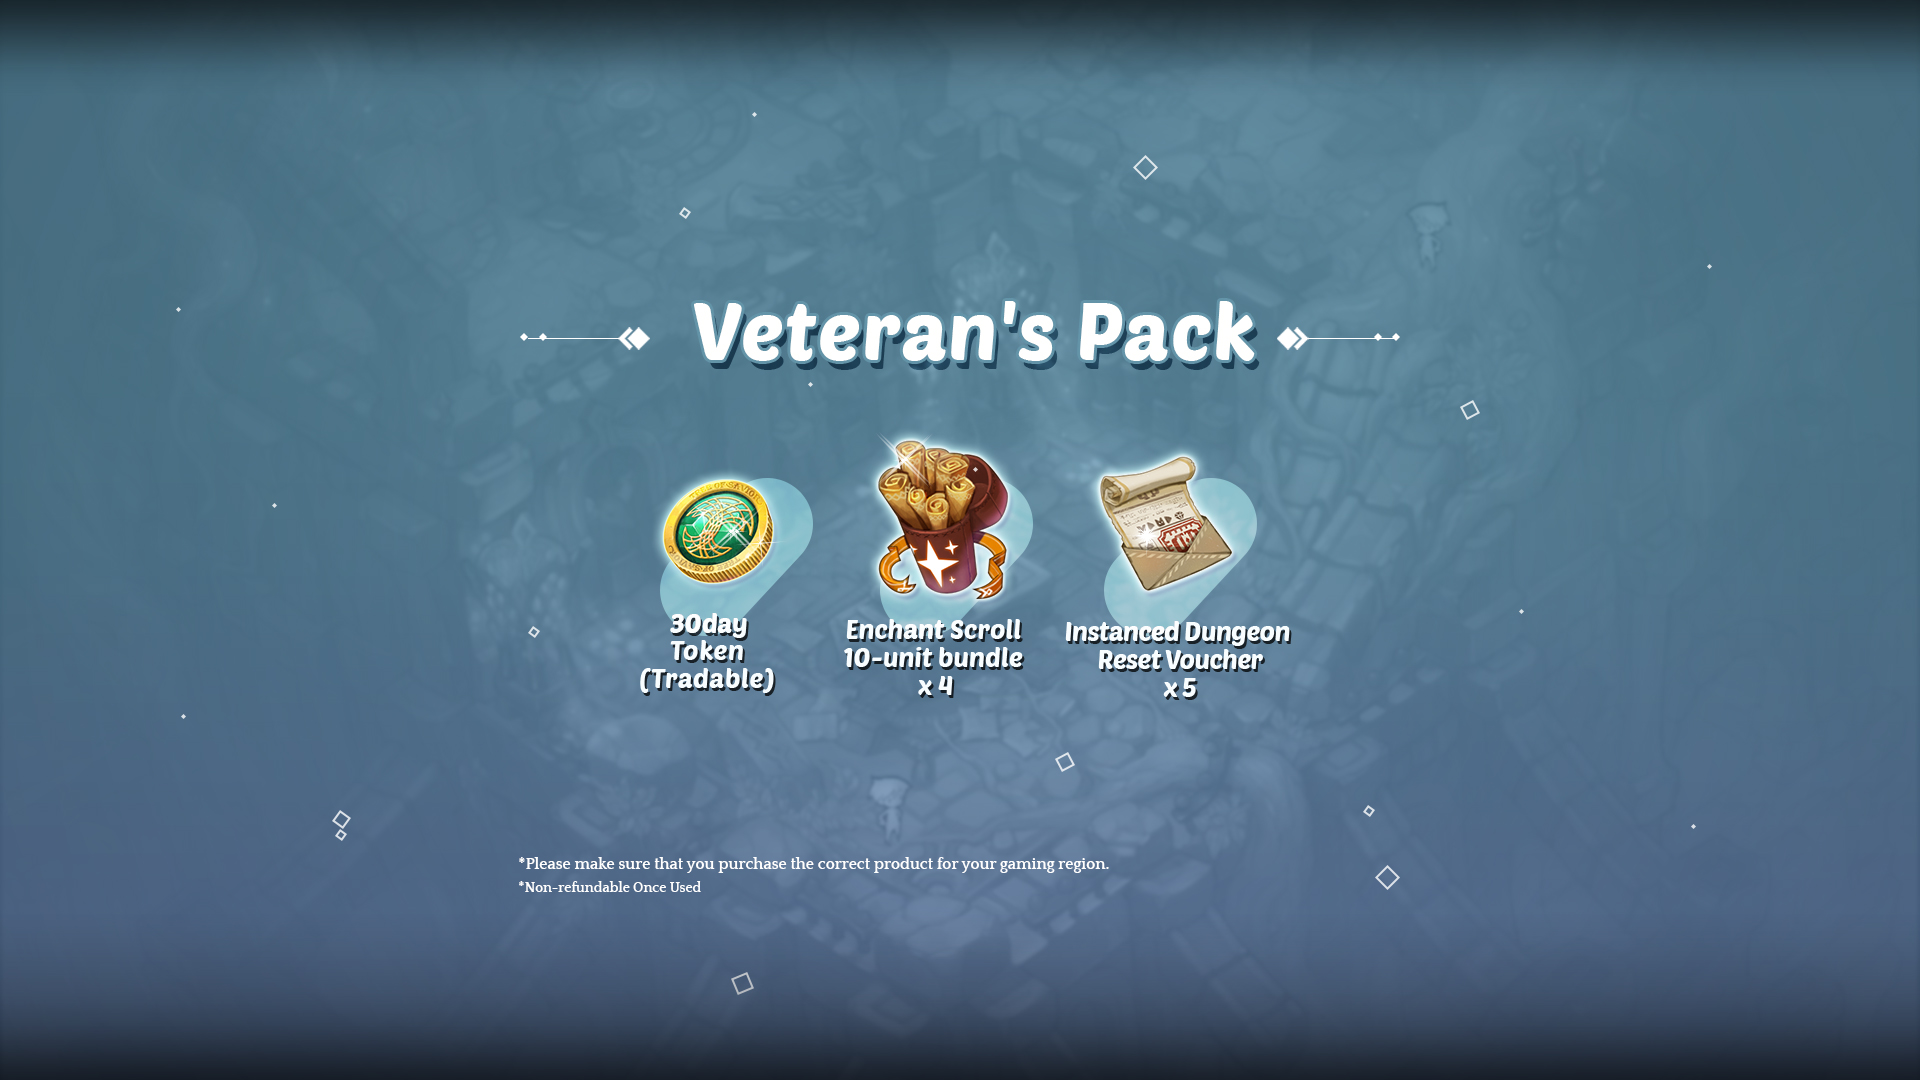 Veteran's Pack
30day
Token
(Tradable)
Enchant Scroll
10-unit bundle
x 4
Instanced Dungeon
Reset Voucher
x 5
*Please make sure that you purchase the correct product for your gaming region.
*Non-refundable Once Used